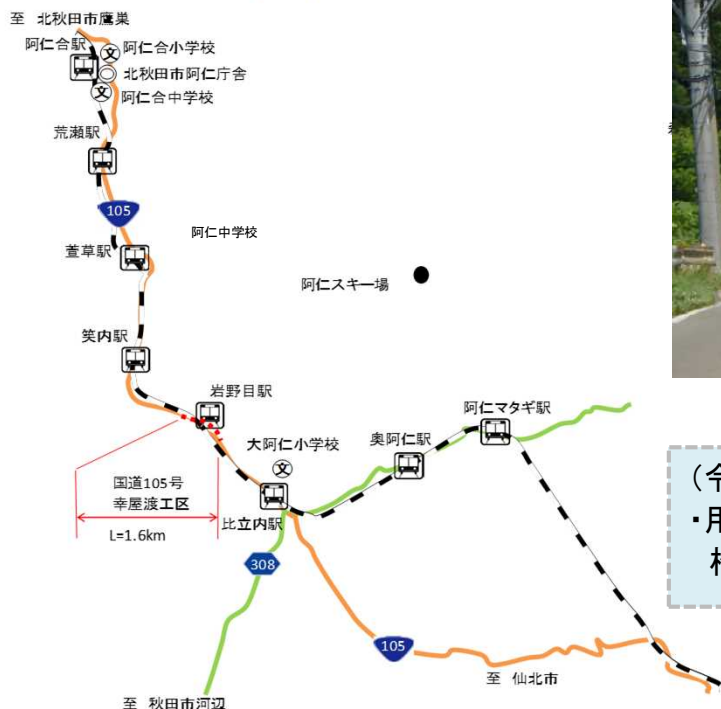 至 北秋田市鷹巣
阿仁合駅
文
阿仁合小学校
北秋田市阿仁庁舎
文
阿仁合中学校
荒瀬駅
105
萱草駅
阿仁中学校
阿仁スキー場
笑内駅
岩野目駅
阿仁マタギ駅
大阿仁小学校
文
奥阿仁駅
国道105号
幸屋渡工区
L=1.6km
比立内駅
308
105
至 仙北市
至 秋田市河辺
(令
・用